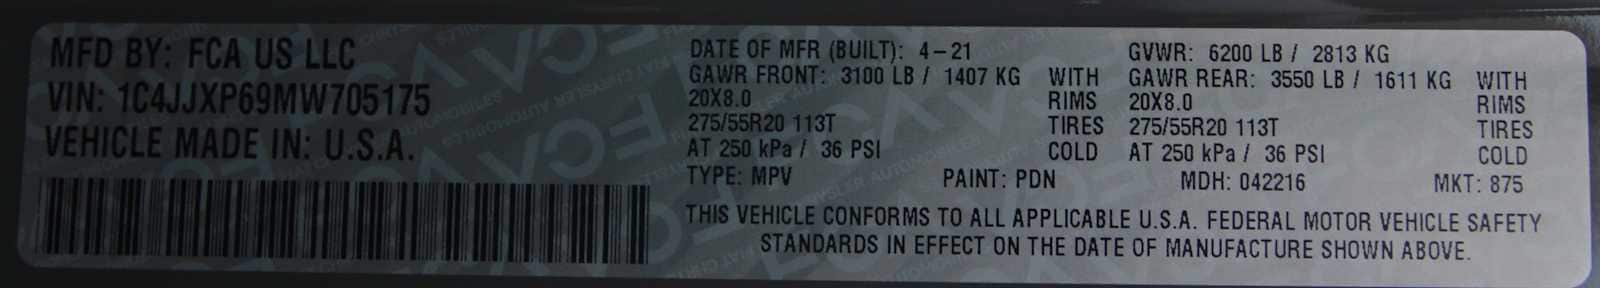 MFD BY: FCA US LLC
VIN: 1C4JJXP69MW705175
VEHICLE MADE IN: U.S.A.
DATE OF MFR (BUILT): 4-21 GVWR: 6200 LB / 2813 KG
GAWR FRONT: 3100 LB / 1407 KG WITH GAWR REAR: 3550 LB / 1611 KG WITH
20X8.0 RIMS 20X8.0 RIMS
275/55R20 113T TIRES 275/55R20 113T TIRES
AT 250 kPa / 36 PSI COLD AT 250 kPa / 36 PSI COLD
TYPE: MPV PAINT: PDN MDH: 042216 MKT: 875
THIS VEHICLE CONFORMS TO ALL APPLICABLE U.S.A. FEDERAL MOTOR VEHICLE SAFETY
STANDARDS IN EFFECT ON THE DATE OF MANUFACTURE SHOWN ABOVE.